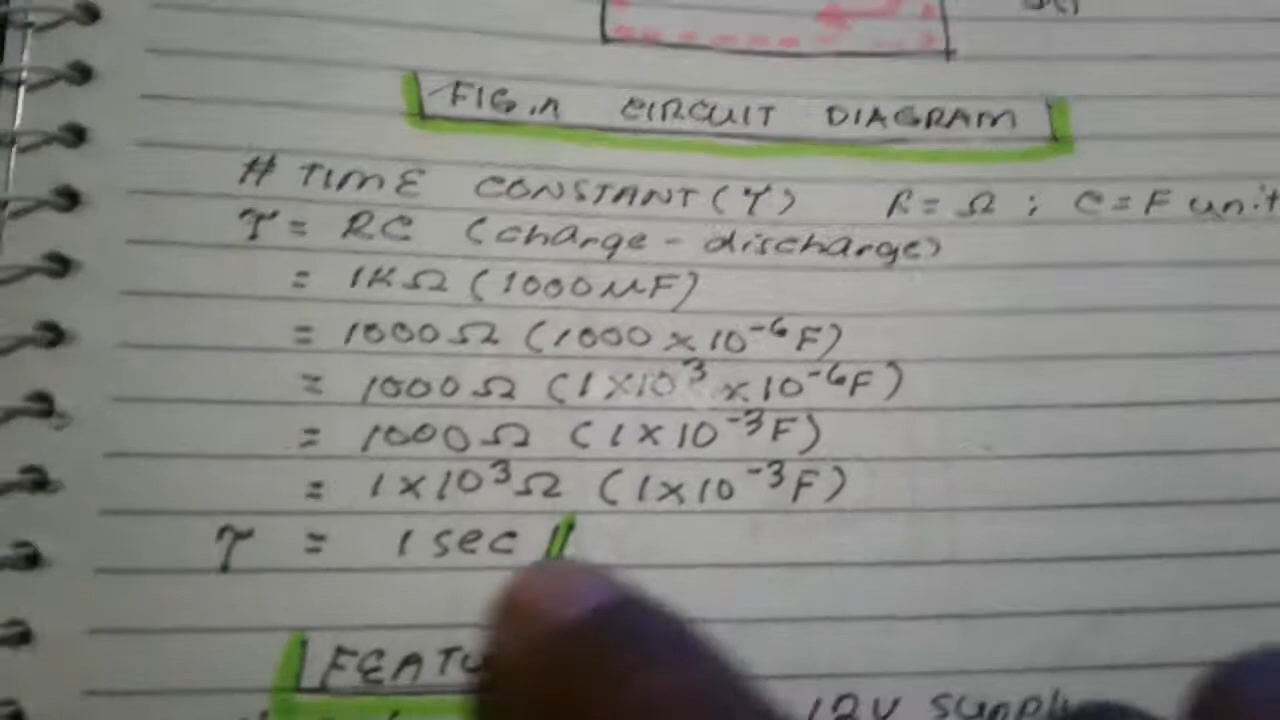 FIG.A CIRCUIT DIAGRAM
# TIME CONSTANT (τ) R = Ω ; C = F unit
τ = RC (charge - discharge)
= 1KΩ (1000μF)
= 1000Ω (1000 × 10⁻⁶F)
= 1000Ω (1×10³ × 10⁻⁶F)
= 1000Ω (1×10⁻³F)
= 1×10³Ω (1×10⁻³F)
τ = 1 sec //
12V supply